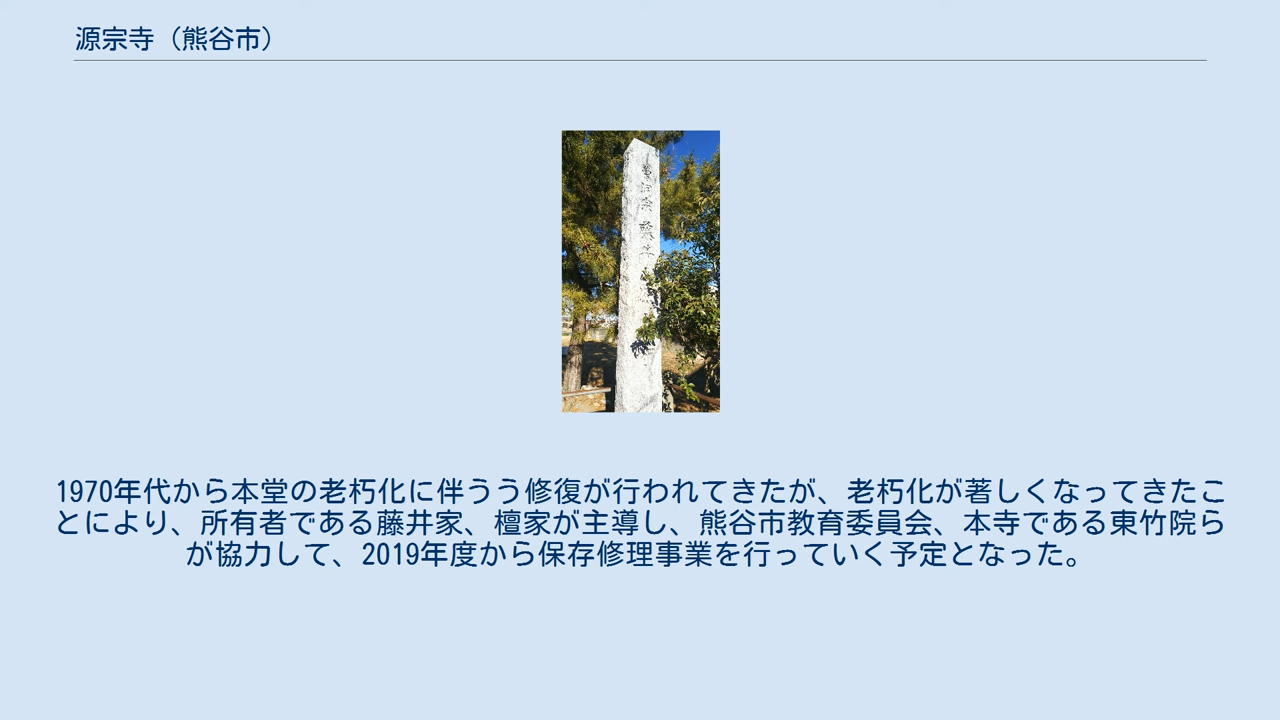 源宗寺（熊谷市）
曹洞宗
1970年代から本堂の老朽化に伴うう修復が行われてきたが、老朽化が著しくなってきたこ
とにより、所有者である藤井家、檀家が主導し、熊谷市教育委員会、本寺である東竹院ら
が協力して、2019年度から保存修理事業を行っていく予定となった。